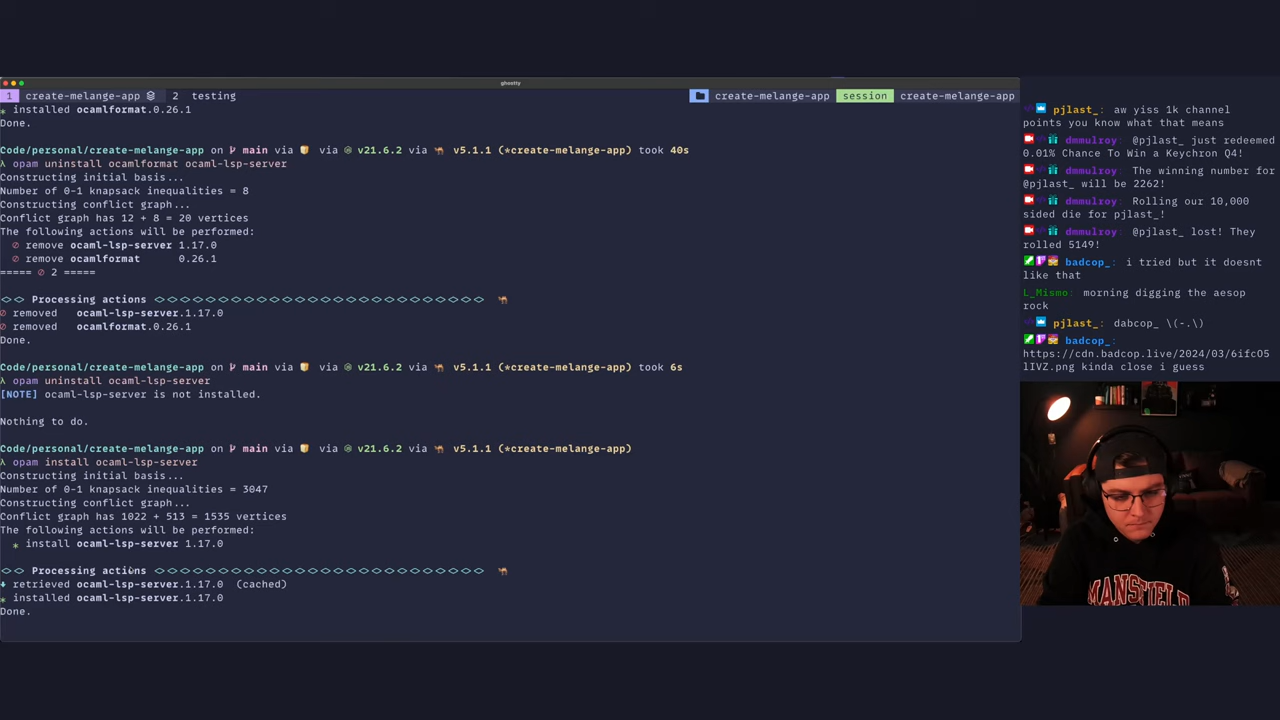 ghostty
1 create-melange-app 2 testing create-melange-app session create-melange-app
* installed ocamlformat.0.26.1
Done.
Code/personal/create-melange-app on main via via v21.6.2 via v5.1.1 (*create-melange-app) took 40s
λ opam uninstall ocamlformat ocaml-lsp-server
Constructing initial basis...
Number of 0-1 knapsack inequalities = 8
Constructing conflict graph...
Conflict graph has 12 + 8 = 20 vertices
The following actions will be performed:
⊘ remove ocaml-lsp-server 1.17.0
⊘ remove ocamlformat 0.26.1
===== ⊘ 2 =====
<><> Processing actions <><><><><><><><><><><><><><><><><><><><><><><><><> 🐫
⊘ removed ocaml-lsp-server.1.17.0
⊘ removed ocamlformat.0.26.1
Done.
Code/personal/create-melange-app on main via via v21.6.2 via v5.1.1 (*create-melange-app) took 6s
λ opam uninstall ocaml-lsp-server
[NOTE] ocaml-lsp-server is not installed.
Nothing to do.
Code/personal/create-melange-app on main via via v21.6.2 via v5.1.1 (*create-melange-app)
λ opam install ocaml-lsp-server
Constructing initial basis...
Number of 0-1 knapsack inequalities = 3047
Constructing conflict graph...
Conflict graph has 1022 + 513 = 1535 vertices
The following actions will be performed:
* install ocaml-lsp-server 1.17.0
<><> Processing actions <><><><><><><><><><><><><><><><><><><><><><><><><> 🐫
retrieved ocaml-lsp-server.1.17.0 (cached)
* installed ocaml-lsp-server.1.17.0
Done.
pjlast_: aw yiss 1k channel
points you know what that means
dmmulroy: @pjlast_ just redeemed
0.01% Chance To Win a Keychron Q4!
dmmulroy: The winning number for
@pjlast_ will be 2262!
dmmulroy: Rolling our 10,000
sided die for pjlast_!
dmmulroy: @pjlast_ lost! They
rolled 5149!
badcop_: i tried but it doesnt
like that
L_Mismo: morning digging the aesop
rock
pjlast_: dabcop_ \(-.\)
badcop_:
https://cdn.badcop.live/2024/03/6ifcO5
lIVZ.png kinda close i guess
MANSFIELD